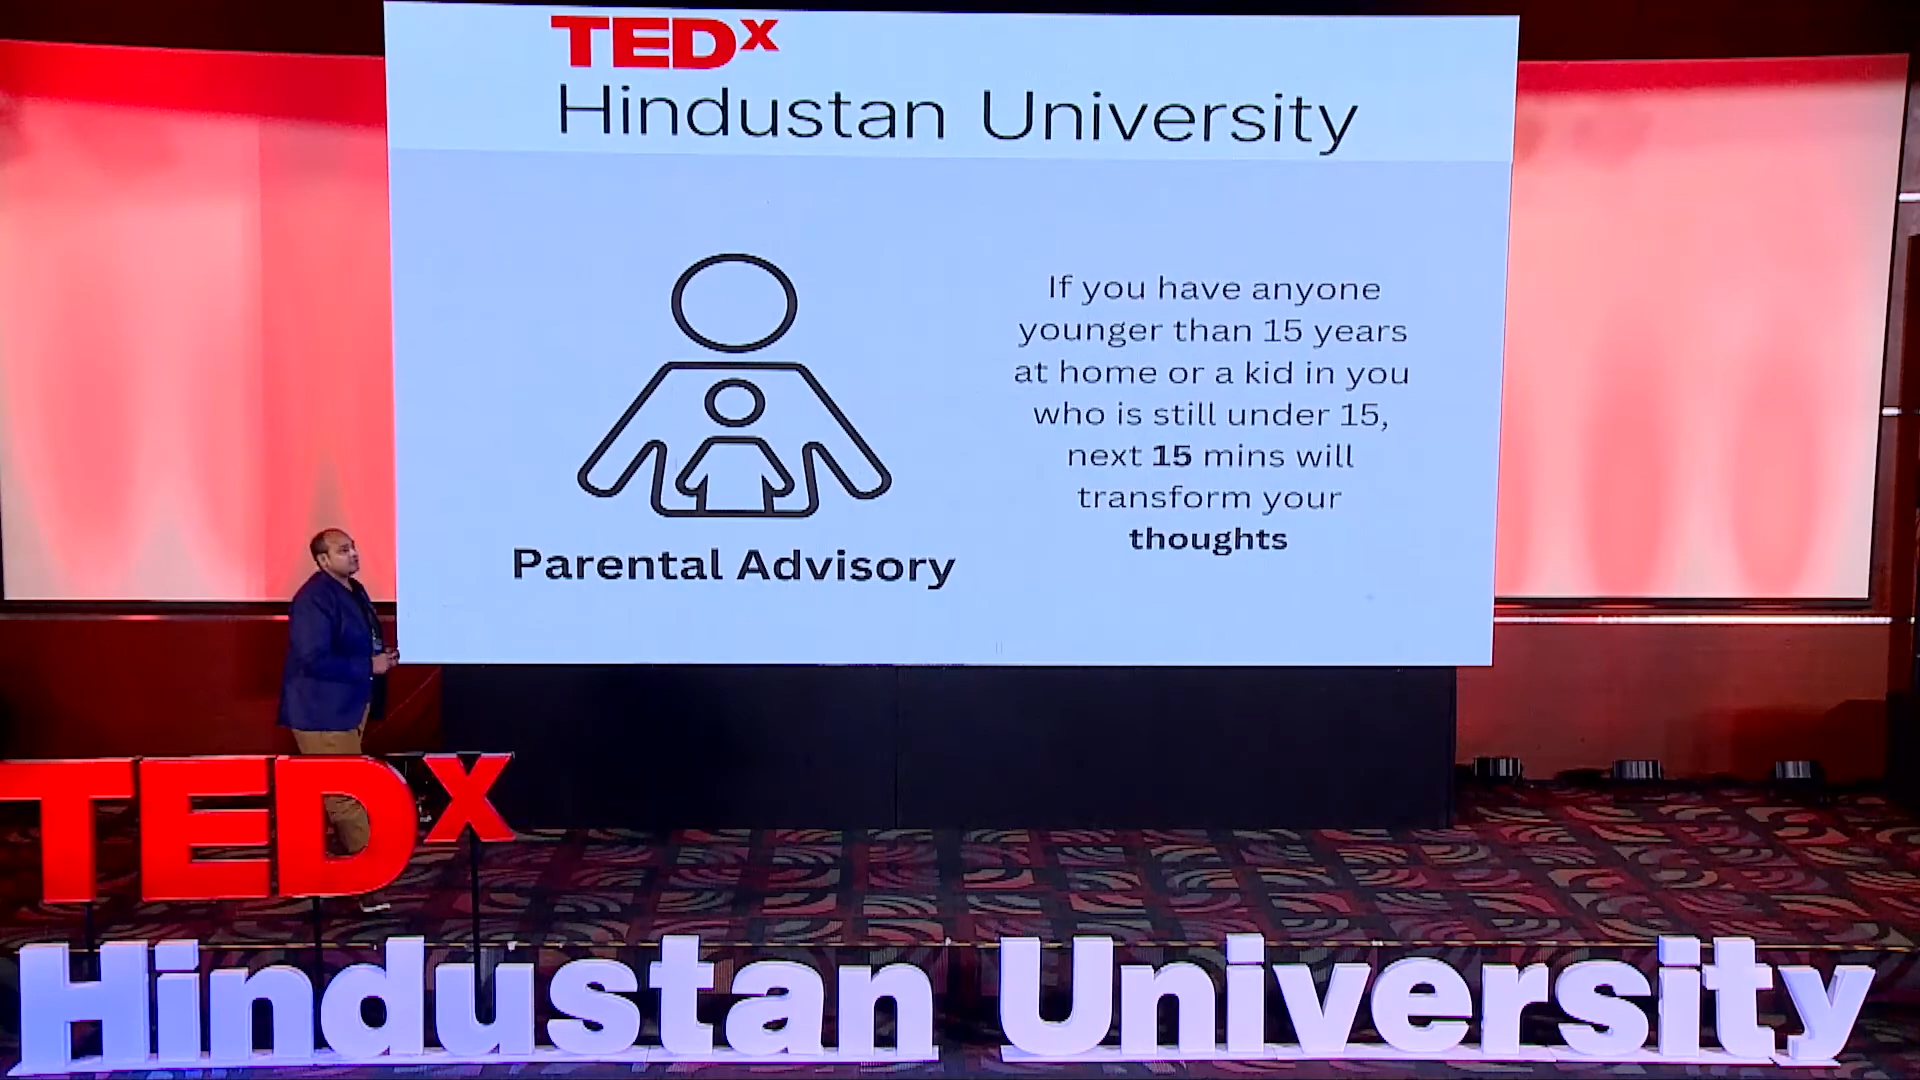 TEDx
Hindustan University
If you have anyone
younger than 15 years
at home or a kid in you
who is still under 15,
next 15 mins will
transform your
thoughts
Parental Advisory
TEDx
Hindustan University